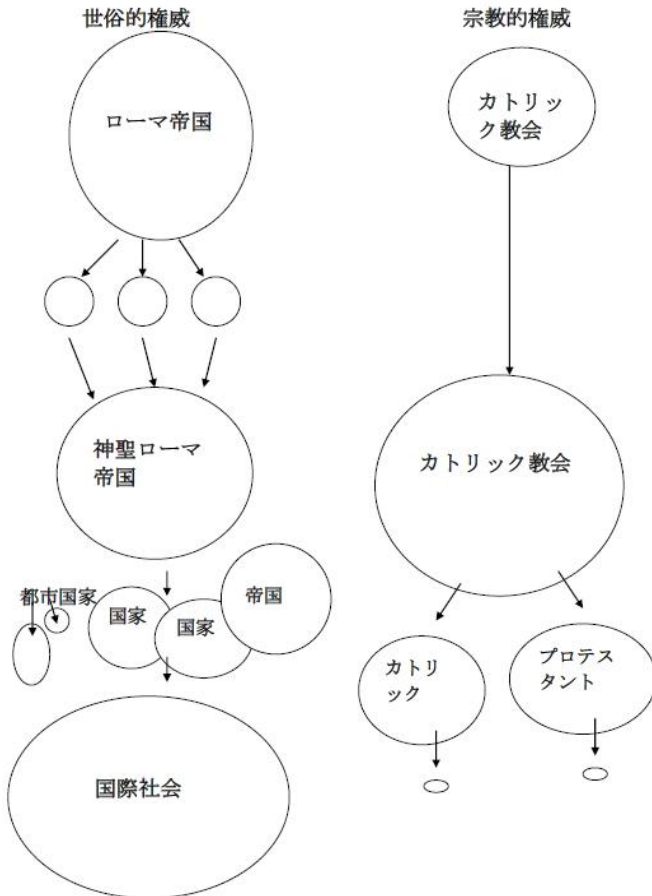 世俗的権威
宗教的権威
ローマ帝国
カトリッ
ク教会
神聖ローマ
帝国
カトリック教会
都市国家
国家
国家
帝国
カトリ
ック
プロテス
タント
国際社会